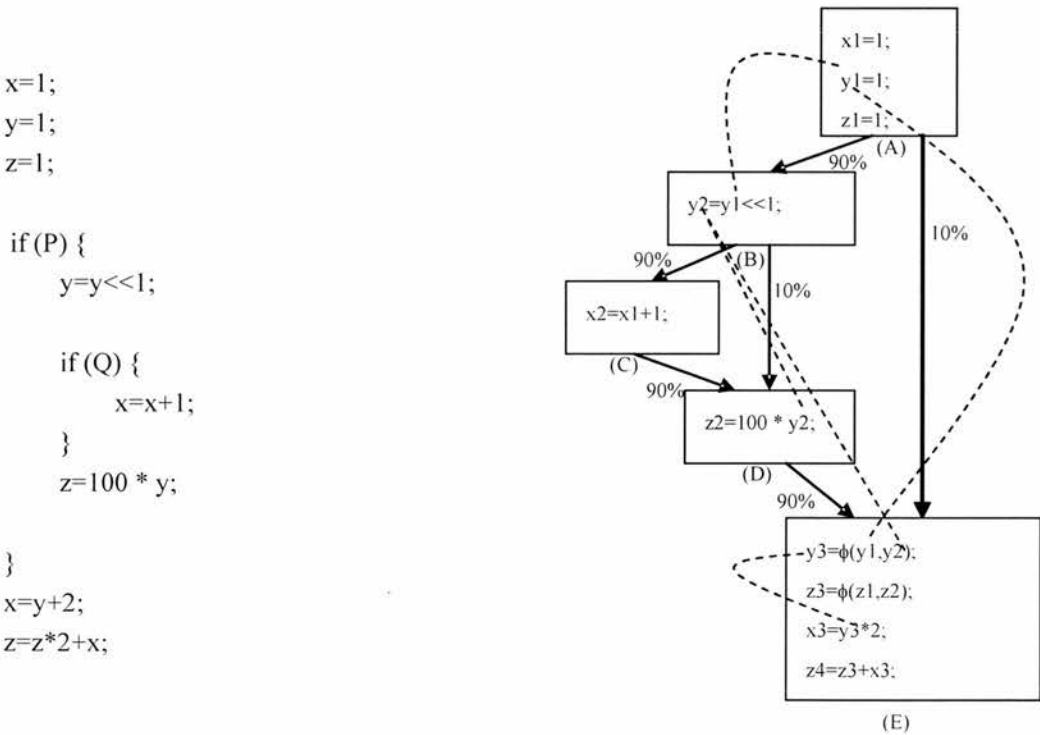 x=1;
y=1;
z=1;
if (P) {
y=y<<1;
if (Q) {
x=x+1;
}
z=100 * y;
}
x=y+2;
z=z*2+x;
x1=1;
y1=1;
z1=1;
(A)
90%
10%
y2=y1<<1;
(B)
90%
10%
x2=x1+1;
(C)
90%
z2=100 * y2;
(D)
90%
y3=ϕ(y1,y2);
z3=ϕ(z1,z2);
x3=y3*2;
z4=z3+x3;
(E)